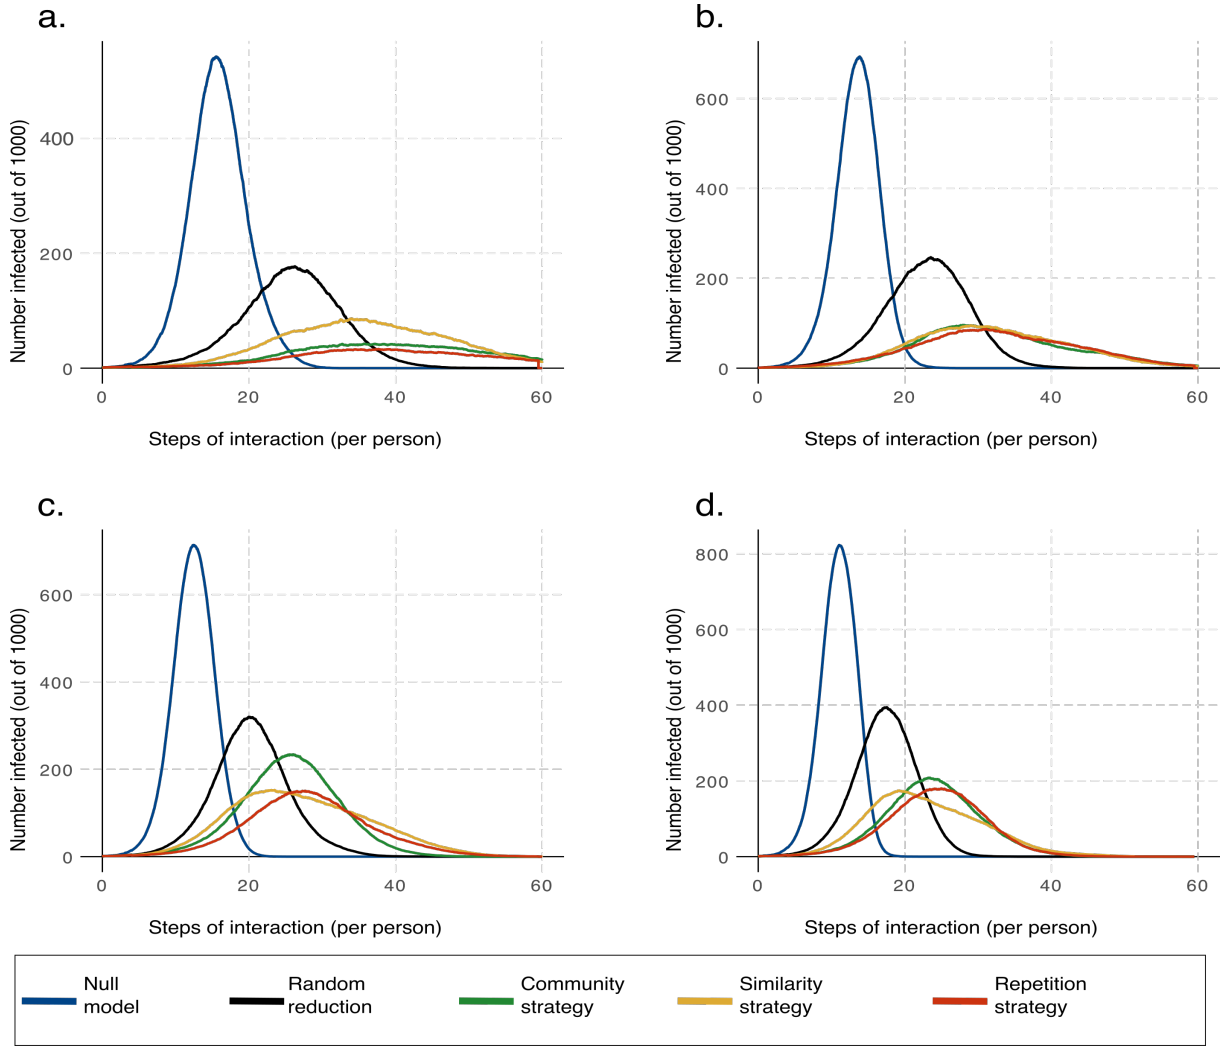 a.
b.
Number infected (out of 1000)
400
200
0
0 20 40 60
Steps of interaction (per person)
Number infected (out of 1000)
600
400
200
0
0 20 40 60
Steps of interaction (per person)
c.
d.
Number infected (out of 1000)
600
400
200
0
0 20 40 60
Steps of interaction (per person)
Number infected (out of 1000)
800
600
400
200
0
0 20 40 60
Steps of interaction (per person)
Null
model
Random
reduction
Community
strategy
Similarity
strategy
Repetition
strategy